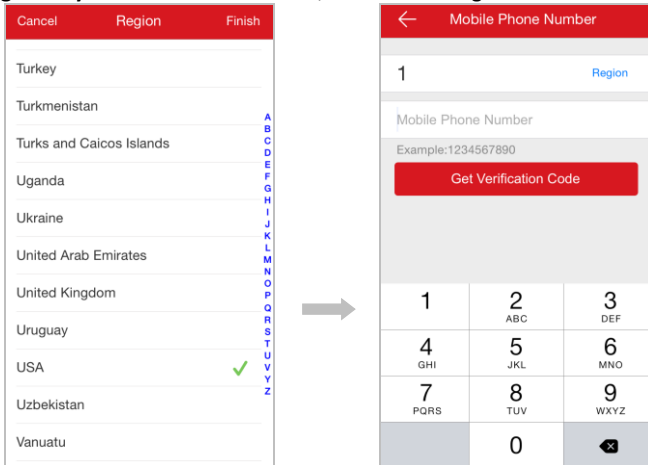 Cancel Region Finish
Turkey
Turkmenistan
Turks and Caicos Islands
Uganda
Ukraine
United Arab Emirates
United Kingdom
Uruguay
USA
Uzbekistan
Vanuatu
A
B
C
D
E
F
G
H
I
J
K
L
M
N
O
P
Q
R
S
T
U
V
Y
Z
Mobile Phone Number
1 Region
Mobile Phone Number
Example:1234567890
Get Verification Code
1 2 3
ABC DEF
4 5 6
GHI JKL MNO
7 8 9
PQRS TUV WXYZ
0